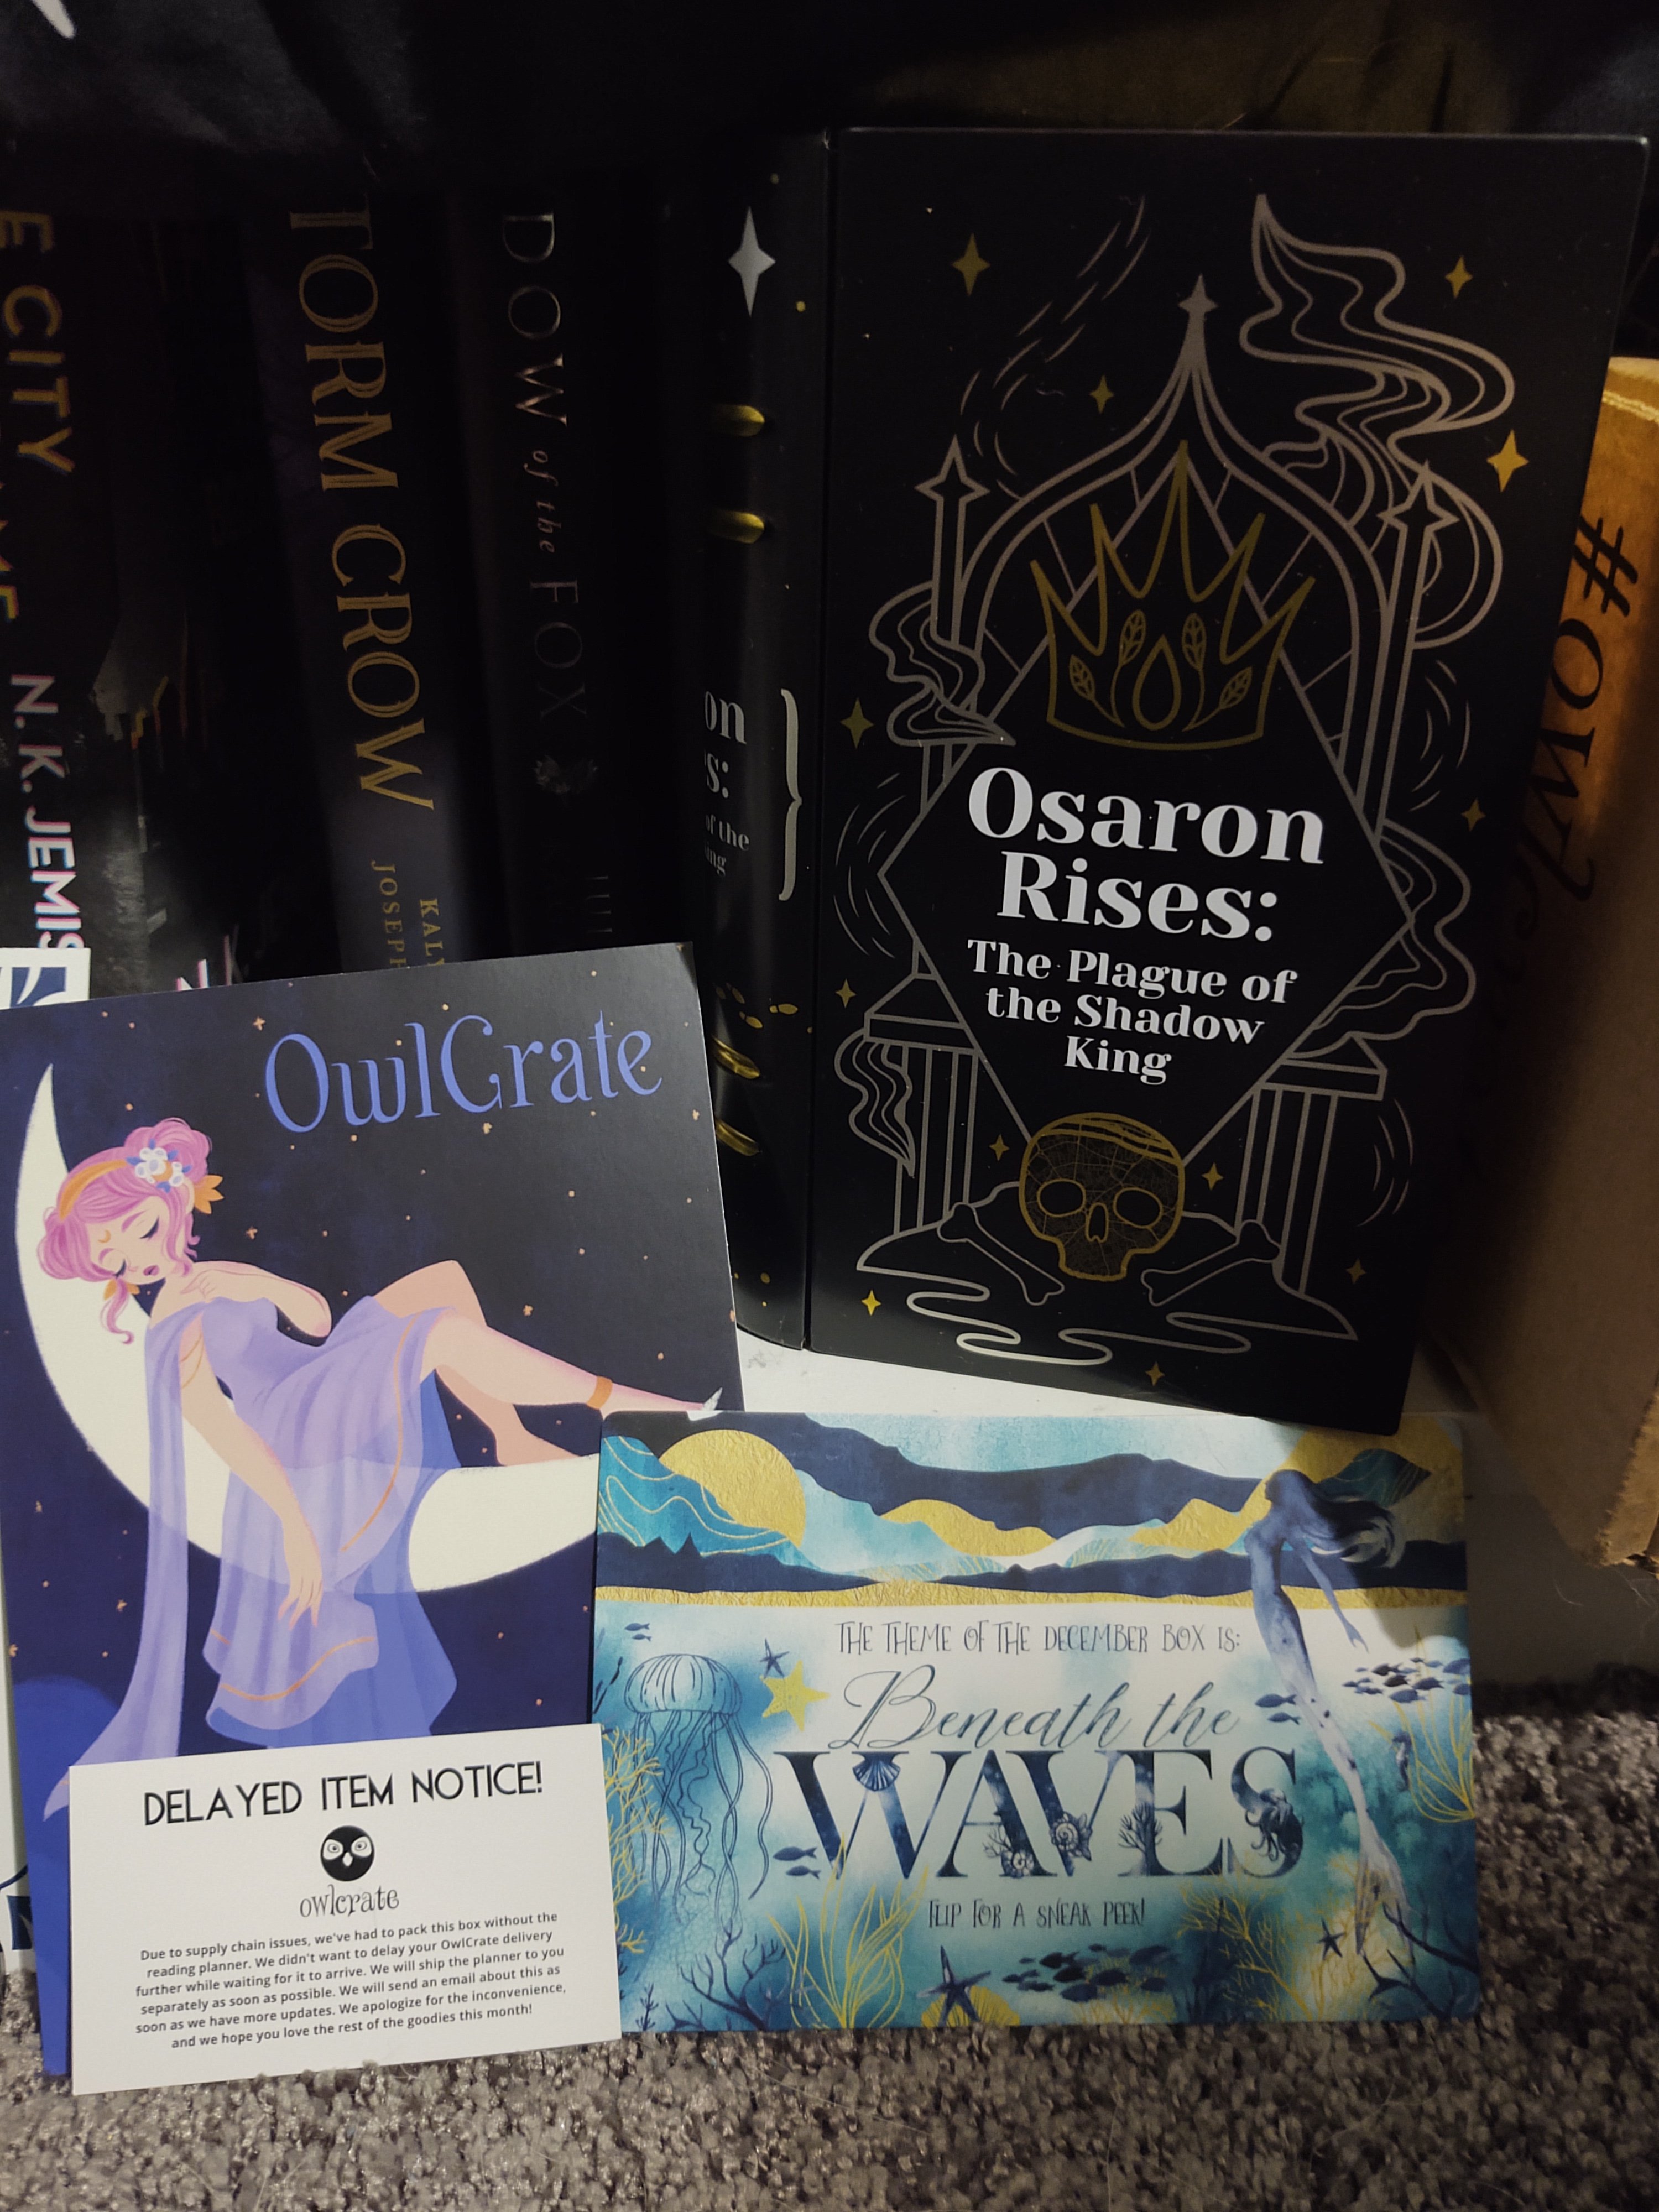 E CITY
N. K. JEMIS
TORM CROW
KALY
JOSEPH
DOW of the FOX
on
s:
of the
ing
Osaron
Rises:
The Plague of
the Shadow
King
#
OwlCrate
THE THEME OF THE DECEMBER BOX IS:
Beneath the
WAVES
FLIP FOR A SNEAK PEEK!
DELAYED ITEM NOTICE!
owlcrate
Due to supply chain issues, we've had to pack this box without the
reading planner. We didn't want to delay your OwlCrate delivery
further while waiting for it to arrive. We will ship the planner to you
separately as soon as possible. We will send an email about this as
soon as we have more updates. We apologize for the inconvenience,
and we hope you love the rest of the goodies this month!